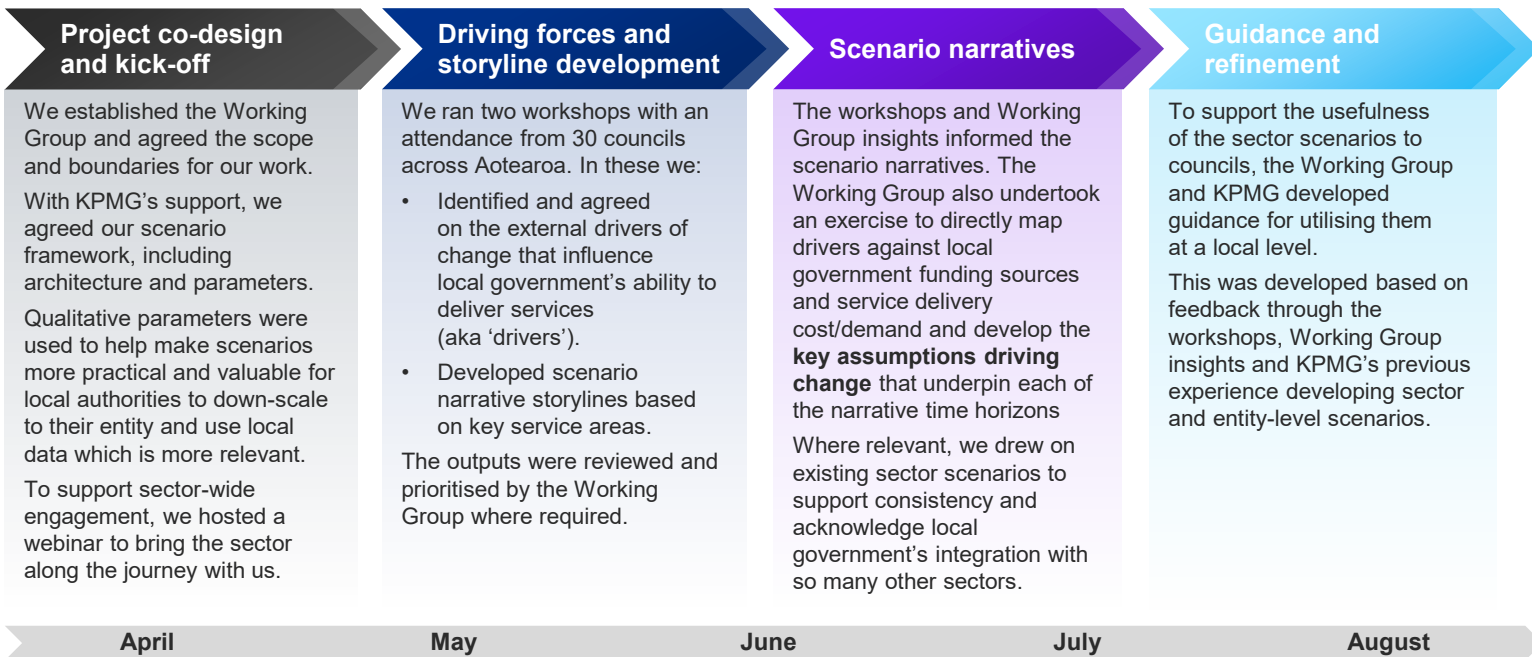 Project co-design
and kick-off
We established the Working
Group and agreed the scope
and boundaries for our work.
With KPMG’s support, we
agreed our scenario
framework, including
architecture and parameters.
Qualitative parameters were
used to help make scenarios
more practical and valuable for
local authorities to down-scale
to their entity and use local
data which is more relevant.
To support sector-wide
engagement, we hosted a
webinar to bring the sector
along the journey with us.
Driving forces and
storyline development
We ran two workshops with an
attendance from 30 councils
across Aotearoa. In these we:
• Identified and agreed
on the external drivers of
change that influence
local government’s ability to
deliver services
(aka ‘drivers’).
• Developed scenario
narrative storylines based
on key service areas.
The outputs were reviewed and
prioritised by the Working
Group where required.
Scenario narratives
The workshops and Working
Group insights informed the
scenario narratives. The
Working Group also undertook
an exercise to directly map
drivers against local
government funding sources
and service delivery
cost/demand and develop the
key assumptions driving
change that underpin each of
the narrative time horizons
Where relevant, we drew on
existing sector scenarios to
support consistency and
acknowledge local
government’s integration with
so many other sectors.
Guidance and
refinement
To support the usefulness
of the sector scenarios to
councils, the Working Group
and KPMG developed
guidance for utilising them
at a local level.
This was developed based on
feedback through the
workshops, Working Group
insights and KPMG’s previous
experience developing sector
and entity-level scenarios.
April May June July August